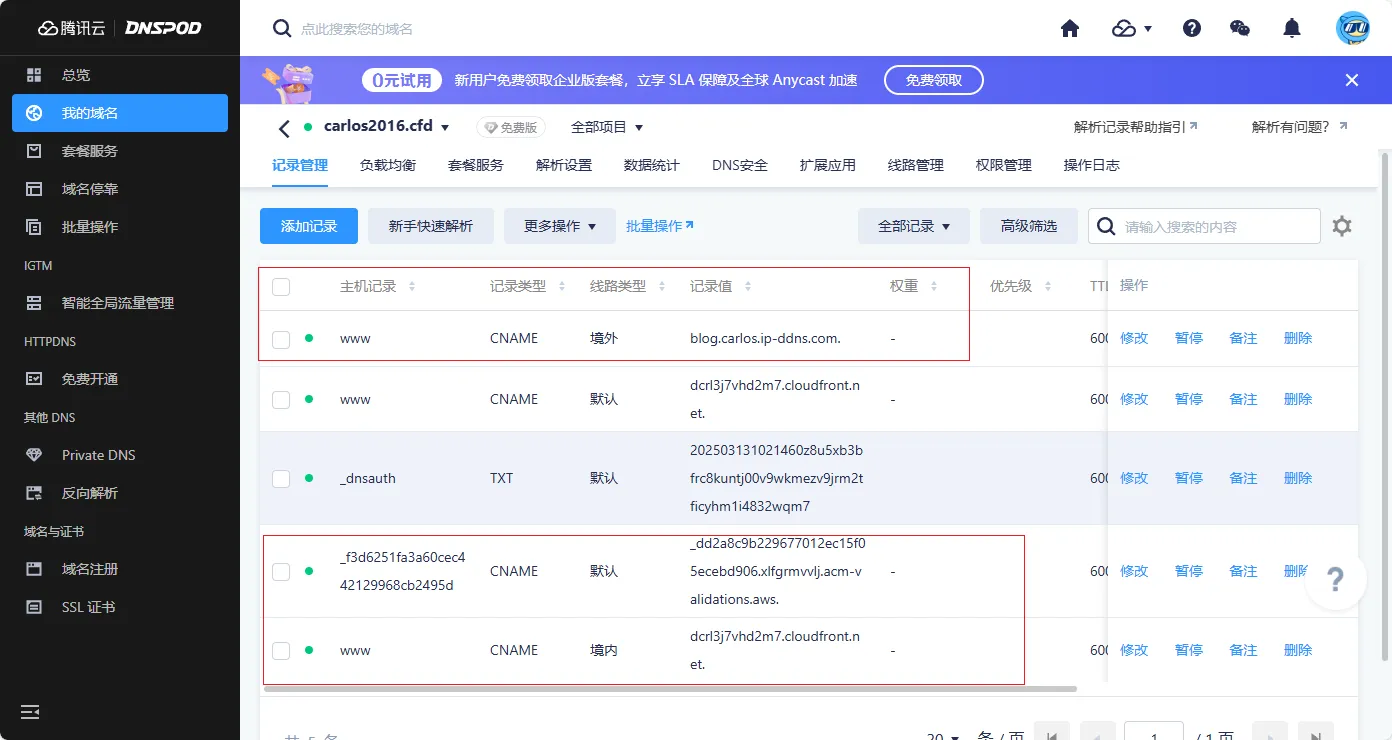 腾讯云 DNSPOD
点此搜索您的域名
总览
我的域名
套餐服务
域名停靠
批量操作
IGTM
智能全局流量管理
HTTPDNS
免费开通
其他 DNS
Private DNS
反向解析
域名与证书
域名注册
SSL 证书
0元试用 新用户免费领取企业版套餐，立享 SLA 保障及全球 Anycast 加速 免费领取
carlos2016.cfd 免费版 全部项目 解析记录帮助指引 解析有问题？
记录管理 负载均衡 套餐服务 解析设置 数据统计 DNS安全 扩展应用 线路管理 权限管理 操作日志
添加记录 新手快速解析 更多操作 批量操作 全部记录 高级筛选 请输入搜索的内容
主机记录 记录类型 线路类型 记录值 权重 优先级 操作
www CNAME 境外 blog.carlos.ip-ddns.com. - 修改 暂停 备注 删除
www CNAME 默认 dcrl3j7vhd2m7.cloudfront.n
et. - 修改 暂停 备注 删除
_dnsauth TXT 默认 202503131021460z8u5xb3b
frc8kuntj00v9wkmezv9jrm2t
ficyhm1i4832wqm7 修改 暂停 备注 删除
_f3d6251fa3a60cec4
42129968cb2495d CNAME 默认 _dd2a8c9b229677012ec15f0
5ecebd906.xlfgrmvvlj.acm-v
alidations.aws. - 修改 暂停 备注 删除
www CNAME 境内 dcrl3j7vhd2m7.cloudfront.n
et. - 修改 暂停 备注 删除
20 条 / 页 1 / 1 页